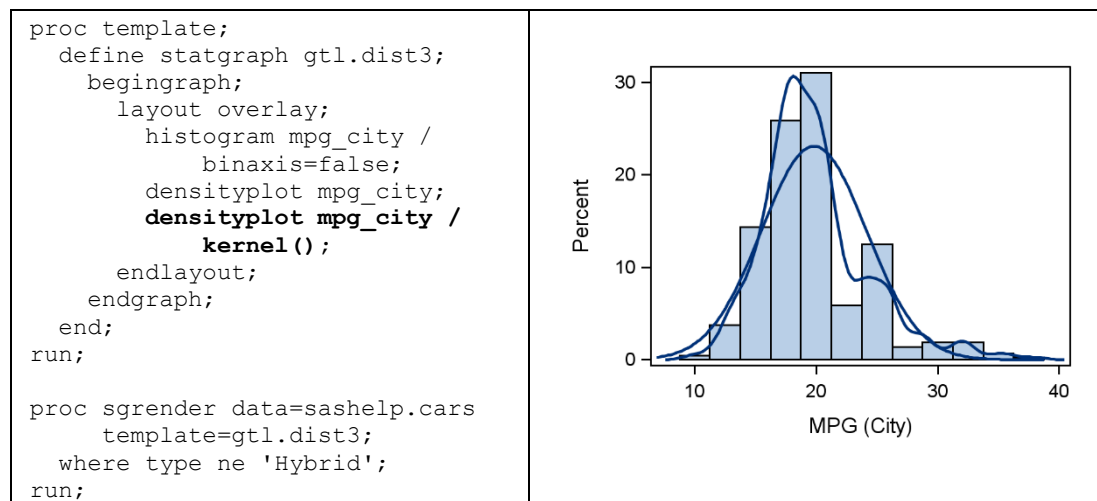 proc template;
  define statgraph gtl.dist3;
    begingraph;
      layout overlay;
        histogram mpg_city /
            binaxis=false;
        densityplot mpg_city;
        densityplot mpg_city /
            kernel();
      endlayout;
    endgraph;
  end;
run;

proc sgrender data=sashelp.cars
     template=gtl.dist3;
  where type ne 'Hybrid';
run;
30
20
10
0
Percent
10 20 30 40
MPG (City)